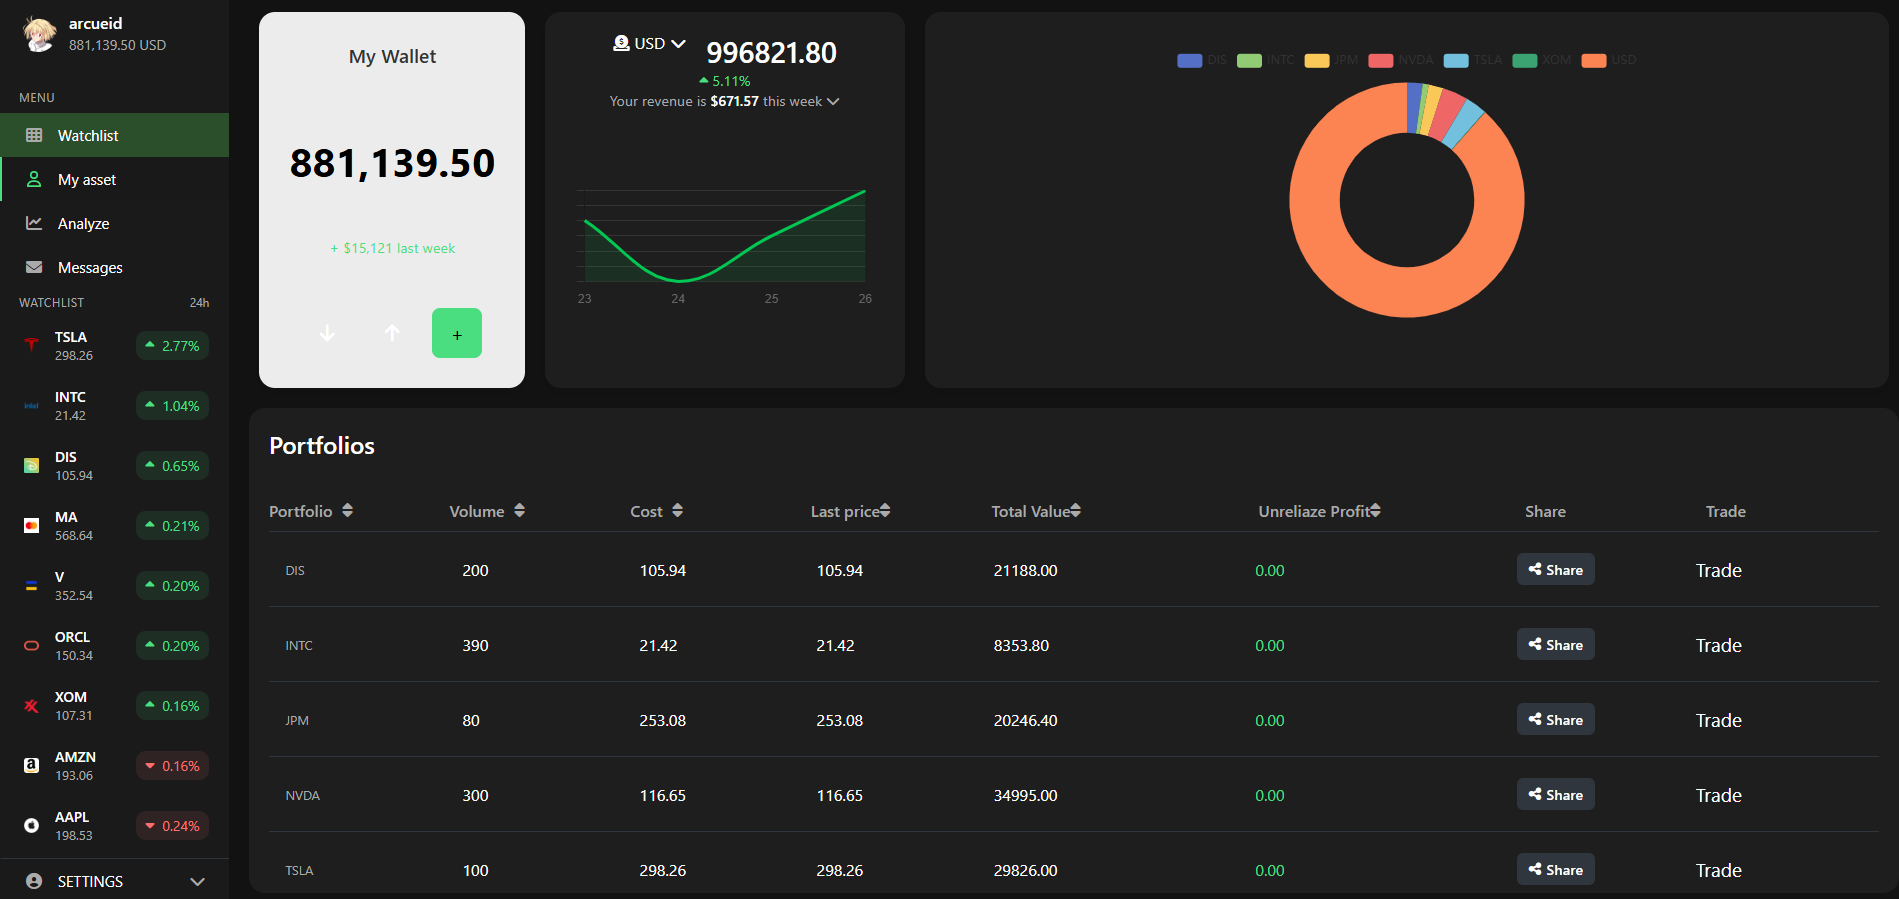 arcueid
881,139.50 USD
MENU
Watchlist
My asset
Analyze
Messages
WATCHLIST 24h
TSLA
298.26
2.77%
INTC
21.42
1.04%
DIS
105.94
0.65%
MA
568.64
0.21%
V
352.54
0.20%
ORCL
150.34
0.20%
XOM
107.31
0.16%
AMZN
193.06
0.16%
AAPL
198.53
0.24%
SETTINGS
My Wallet
881,139.50
+ $15,121 last week
+
USD 996821.80
5.11%
Your revenue is $671.57 this week
23 24 25 26
DIS INTC JPM NVDA TSLA XOM USD
Portfolios
Portfolio Volume Cost Last price Total Value Unreliaze Profit Share Trade
DIS 200 105.94 105.94 21188.00 0.00 Share Trade
INTC 390 21.42 21.42 8353.80 0.00 Share Trade
JPM 80 253.08 253.08 20246.40 0.00 Share Trade
NVDA 300 116.65 116.65 34995.00 0.00 Share Trade
TSLA 100 298.26 298.26 29826.00 0.00 Share Trade